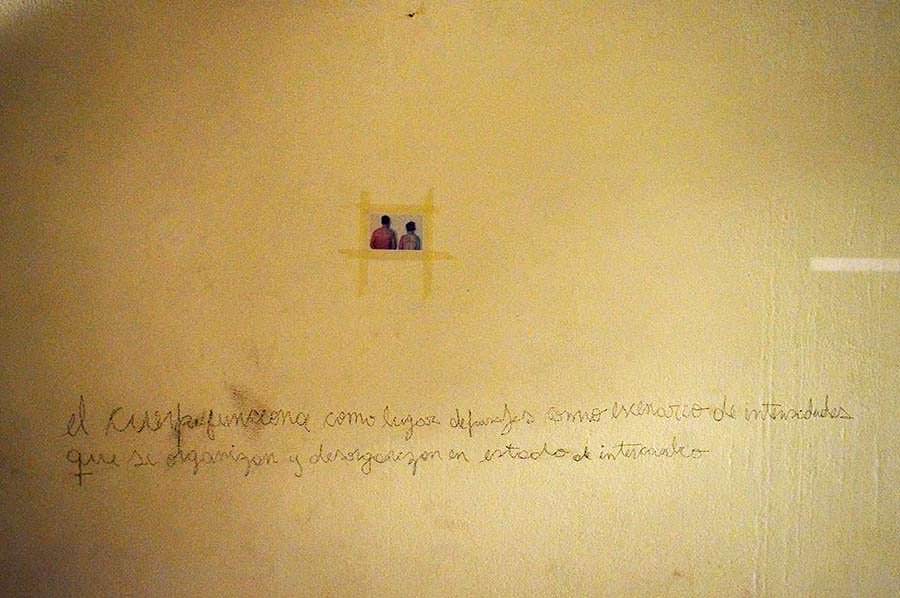 el cuerpo funciona como lugar de pasajes como escenario de intensidades
que se organizan y desorganizan en estado de intercambio